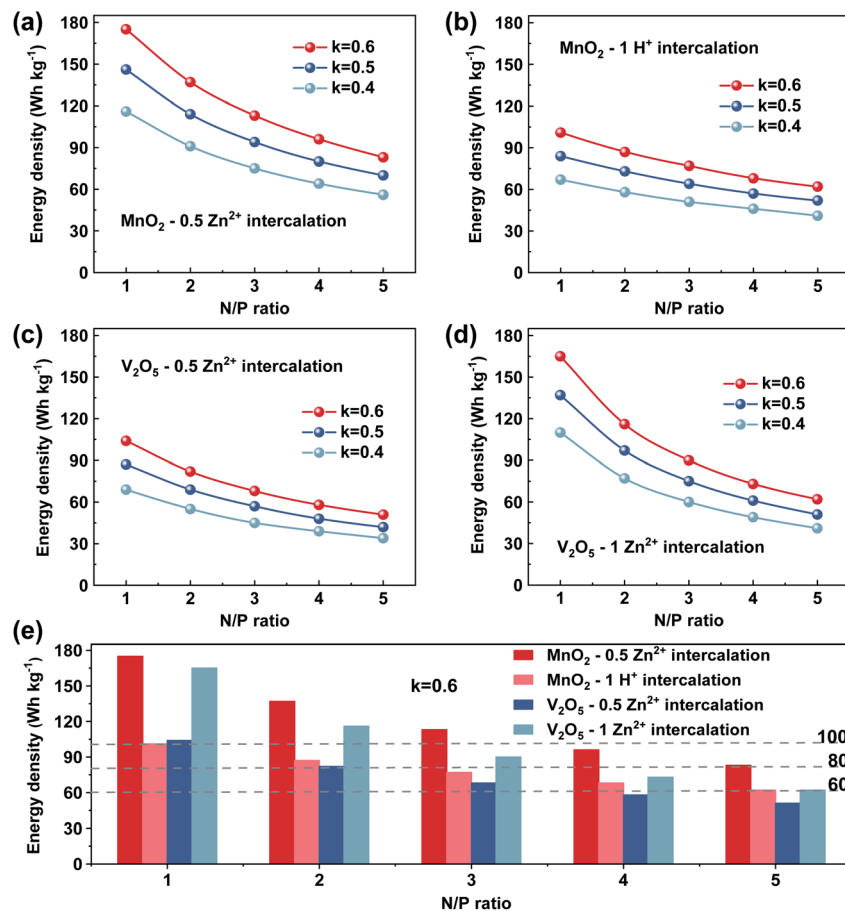 (a)
180
150
120
90
60
30
0
Energy density (Wh kg⁻¹)
k=0.6
k=0.5
k=0.4
MnO₂ - 0.5 Zn²⁺ intercalation
1 2 3 4 5
N/P ratio
(b)
180
150
120
90
60
30
0
Energy density (Wh kg⁻¹)
MnO₂ - 1 H⁺ intercalation
k=0.6
k=0.5
k=0.4
1 2 3 4 5
N/P ratio
(c)
180
150
120
90
60
30
0
Energy density (Wh kg⁻¹)
V₂O₅ - 0.5 Zn²⁺ intercalation
k=0.6
k=0.5
k=0.4
1 2 3 4 5
N/P ratio
(d)
180
150
120
90
60
30
0
Energy density (Wh kg⁻¹)
k=0.6
k=0.5
k=0.4
V₂O₅ - 1 Zn²⁺ intercalation
1 2 3 4 5
N/P ratio
(e)
180
150
120
90
60
30
0
Energy density (Wh kg⁻¹)
k=0.6
MnO₂ - 0.5 Zn²⁺ intercalation
MnO₂ - 1 H⁺ intercalation
V₂O₅ - 0.5 Zn²⁺ intercalation
V₂O₅ - 1 Zn²⁺ intercalation
100
80
60
1 2 3 4 5
N/P ratio